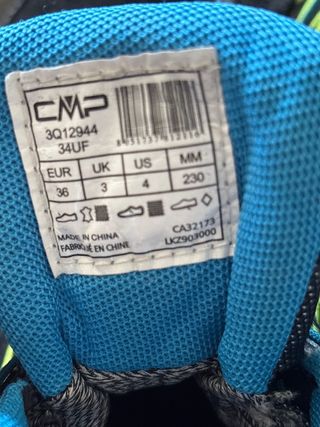 CMP
3Q12944
34UF
EUR UK US MM
36 3 4 230
MADE IN CHINA
FABRIQUÉ EN CHINE
CA32173
LKZ903000